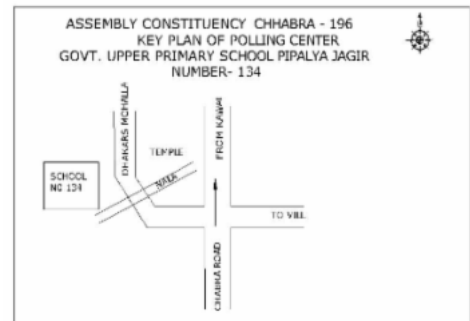 ASSEMBLY CONSTITUENCY CHHABRA - 196
KEY PLAN OF POLLING CENTER
GOVT. UPPER PRIMARY SCHOOL PIPALYA JAGIR
NUMBER- 134
DHAKARS MOHALLA
TEMPLE
FROM KAWAI
SCHOOL
NO 134
NALA
TO VILL
CHABRA ROAD